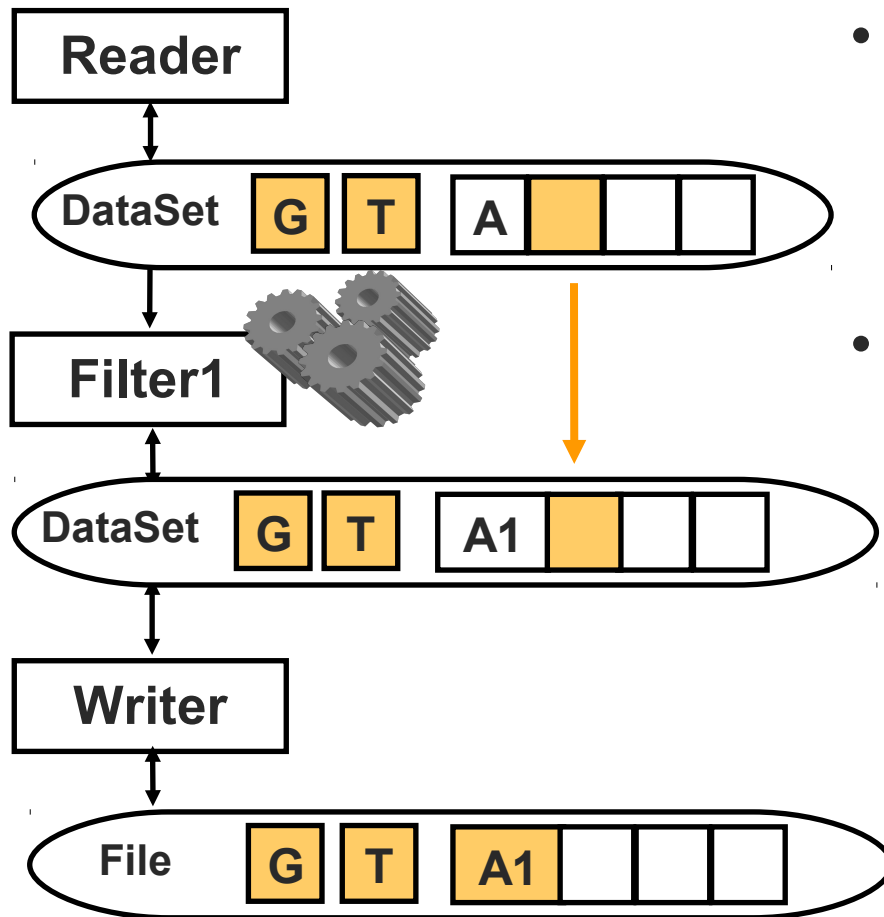 Reader
DataSet G T A
Filter1
DataSet G T A1
Writer
File G T A1